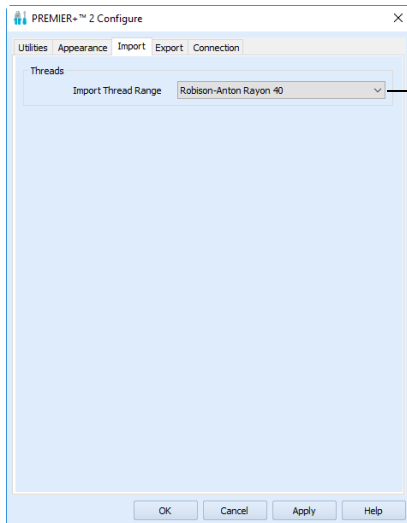 PREMIER+™ 2 Configure
Utilities Appearance Import Export Connection
Threads
Import Thread Range Robison-Anton Rayon 40
OK Cancel Apply Help